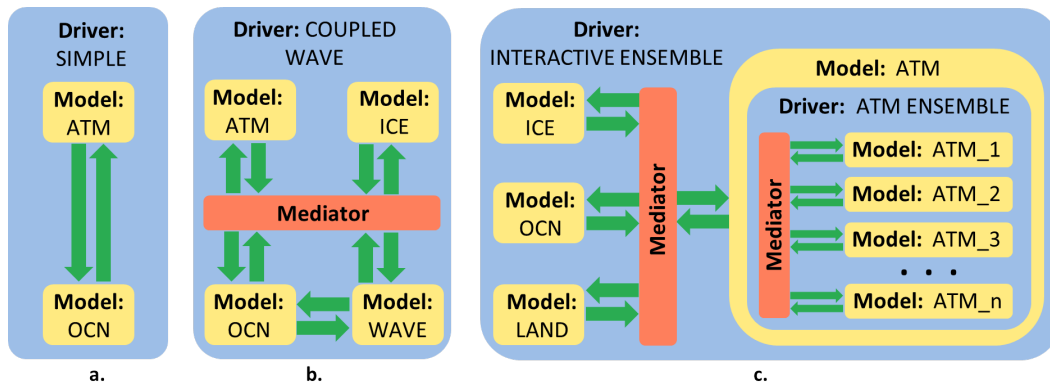 Driver:
SIMPLE
Model:
ATM
Model:
OCN
a.
Driver: COUPLED
WAVE
Model:
ATM
Model:
ICE
Mediator
Model:
OCN
Model:
WAVE
b.
Driver:
INTERACTIVE ENSEMBLE
Model:
ICE
Model:
OCN
Model:
LAND
Mediator
Model: ATM
Driver: ATM ENSEMBLE
Mediator
Model: ATM_1
Model: ATM_2
Model: ATM_3
. . .
Model: ATM_n
c.